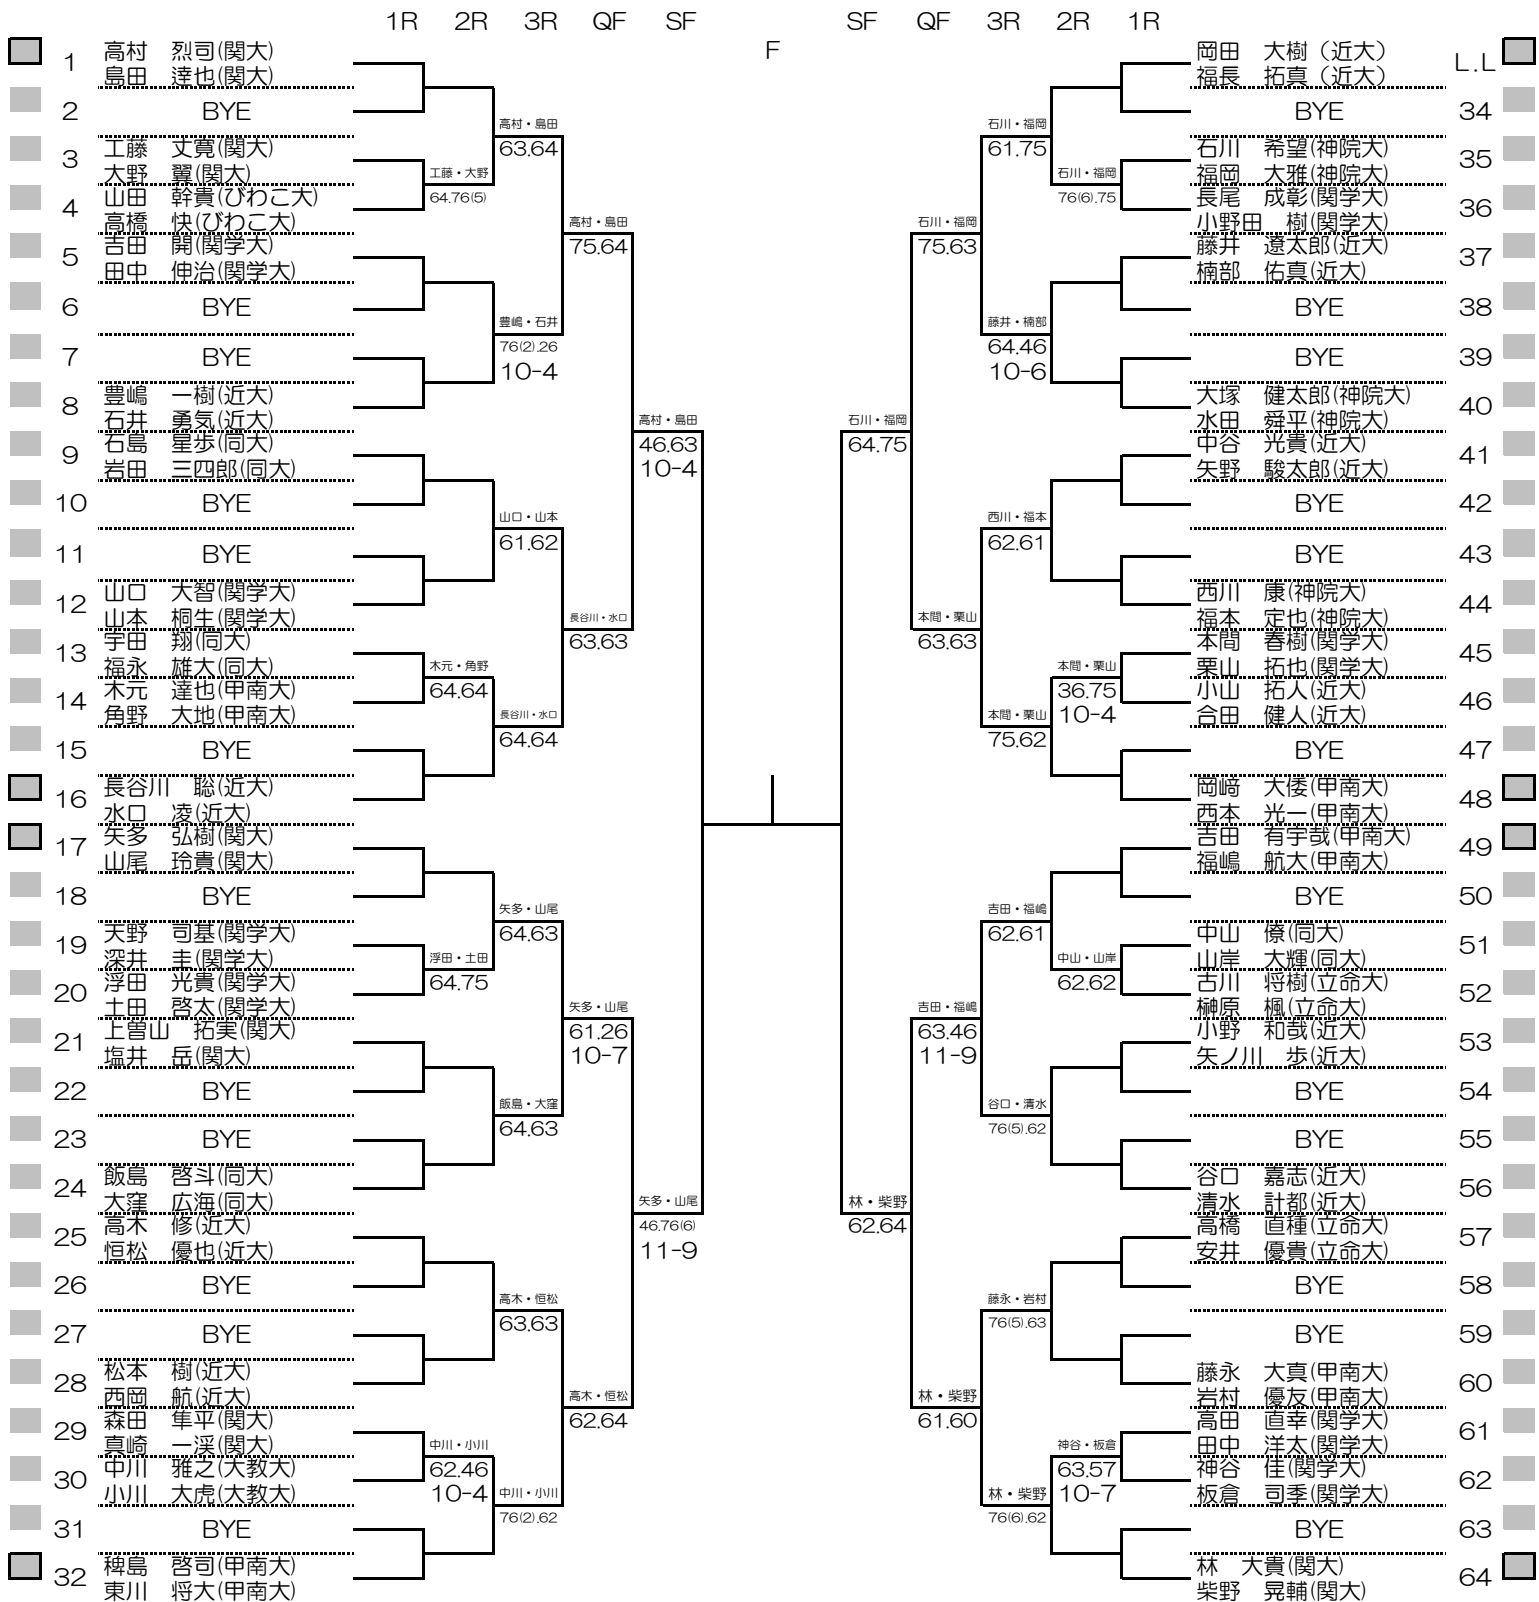 1R 2R 3R QF SF F SF QF 3R 2R 1R
1 高村 烈司(関大)
島田 達也(関大)
2 BYE
3 工藤 丈寛(関大)
大野 翼(関大)
4 山田 幹貴(びわこ大)
高橋 快(びわこ大)
5 吉田 開(関学大)
田中 伸治(関学大)
6 BYE
7 BYE
8 豊嶋 一樹(近大)
石井 勇気(近大)
9 石島 星歩(同大)
岩田 三四郎(同大)
10 BYE
11 BYE
12 山口 大智(関学大)
山本 桐生(関学大)
13 宇田 翔(同大)
福永 雄大(同大)
14 木元 達也(甲南大)
角野 大地(甲南大)
15 BYE
16 長谷川 聡(近大)
水口 凌(近大)
17 矢多 弘樹(関大)
山尾 玲貴(関大)
18 BYE
19 天野 司基(関学大)
深井 圭(関学大)
20 浮田 光貴(関学大)
土田 啓太(関学大)
21 上曽山 拓実(関大)
塩井 岳(関大)
22 BYE
23 BYE
24 飯島 啓斗(同大)
大窪 広海(同大)
25 高木 修(近大)
恒松 優也(近大)
26 BYE
27 BYE
28 松本 樹(近大)
西岡 航(近大)
29 森田 隼平(関大)
真崎 一渓(関大)
30 中川 雅之(大教大)
小川 大虎(大教大)
31 BYE
32 稗島 啓司(甲南大)
東川 将大(甲南大)
工藤・大野
64.76(5)
木元・角野
64.64
浮田・土田
64.75
中川・小川
62.46
10-4
高村・島田
63.64
豊嶋・石井
76(2).26
10-4
山口・山本
61.62
長谷川・水口
64.64
矢多・山尾
64.63
飯島・大窪
64.63
高木・恒松
63.63
中川・小川
76(2).62
高村・島田
75.64
長谷川・水口
63.63
矢多・山尾
61.26
10-7
高木・恒松
62.64
高村・島田
46.63
10-4
矢多・山尾
46.76(6)
11-9
石川・福岡
64.75
林・柴野
62.64
石川・福岡
75.63
本間・栗山
63.63
吉田・福嶋
63.46
11-9
林・柴野
61.60
石川・福岡
61.75
藤井・楠部
64.46
10-6
西川・福本
62.61
本間・栗山
75.62
吉田・福嶋
62.61
谷口・清水
76(5).62
藤永・岩村
76(5).63
林・柴野
76(6).62
石川・福岡
76(6).75
本間・栗山
36.75
10-4
中山・山岸
62.62
神谷・板倉
63.57
10-7
岡田 大樹（近大） L.L
福長 拓真（近大）
BYE 34
石川 希望(神院大) 35
福岡 大雅(神院大)
長尾 成彰(関学大) 36
小野田 樹(関学大)
藤井 遼太郎(近大) 37
楠部 佑真(近大)
BYE 38
BYE 39
大塚 健太郎(神院大) 40
水田 舜平(神院大)
中谷 光貴(近大) 41
矢野 駿太郎(近大)
BYE 42
BYE 43
西川 康(神院大) 44
福本 定也(神院大)
本間 春樹(関学大) 45
栗山 拓也(関学大)
小山 拓人(近大) 46
合田 健人(近大)
BYE 47
岡﨑 大倭(甲南大) 48
西本 光一(甲南大)
吉田 有宇哉(甲南大) 49
福嶋 航大(甲南大)
BYE 50
中山 僚(同大) 51
山岸 大輝(同大)
古川 将樹(立命大) 52
榊原 楓(立命大)
小野 和哉(近大) 53
矢ノ川 歩(近大)
BYE 54
BYE 55
谷口 嘉志(近大) 56
清水 計都(近大)
高橋 直種(立命大) 57
安井 優貴(立命大)
BYE 58
BYE 59
藤永 大真(甲南大) 60
岩村 優友(甲南大)
高田 直幸(関学大) 61
田中 洋太(関学大)
神谷 佳(関学大) 62
板倉 司季(関学大)
BYE 63
林 大貴(関大) 64
柴野 晃輔(関大)